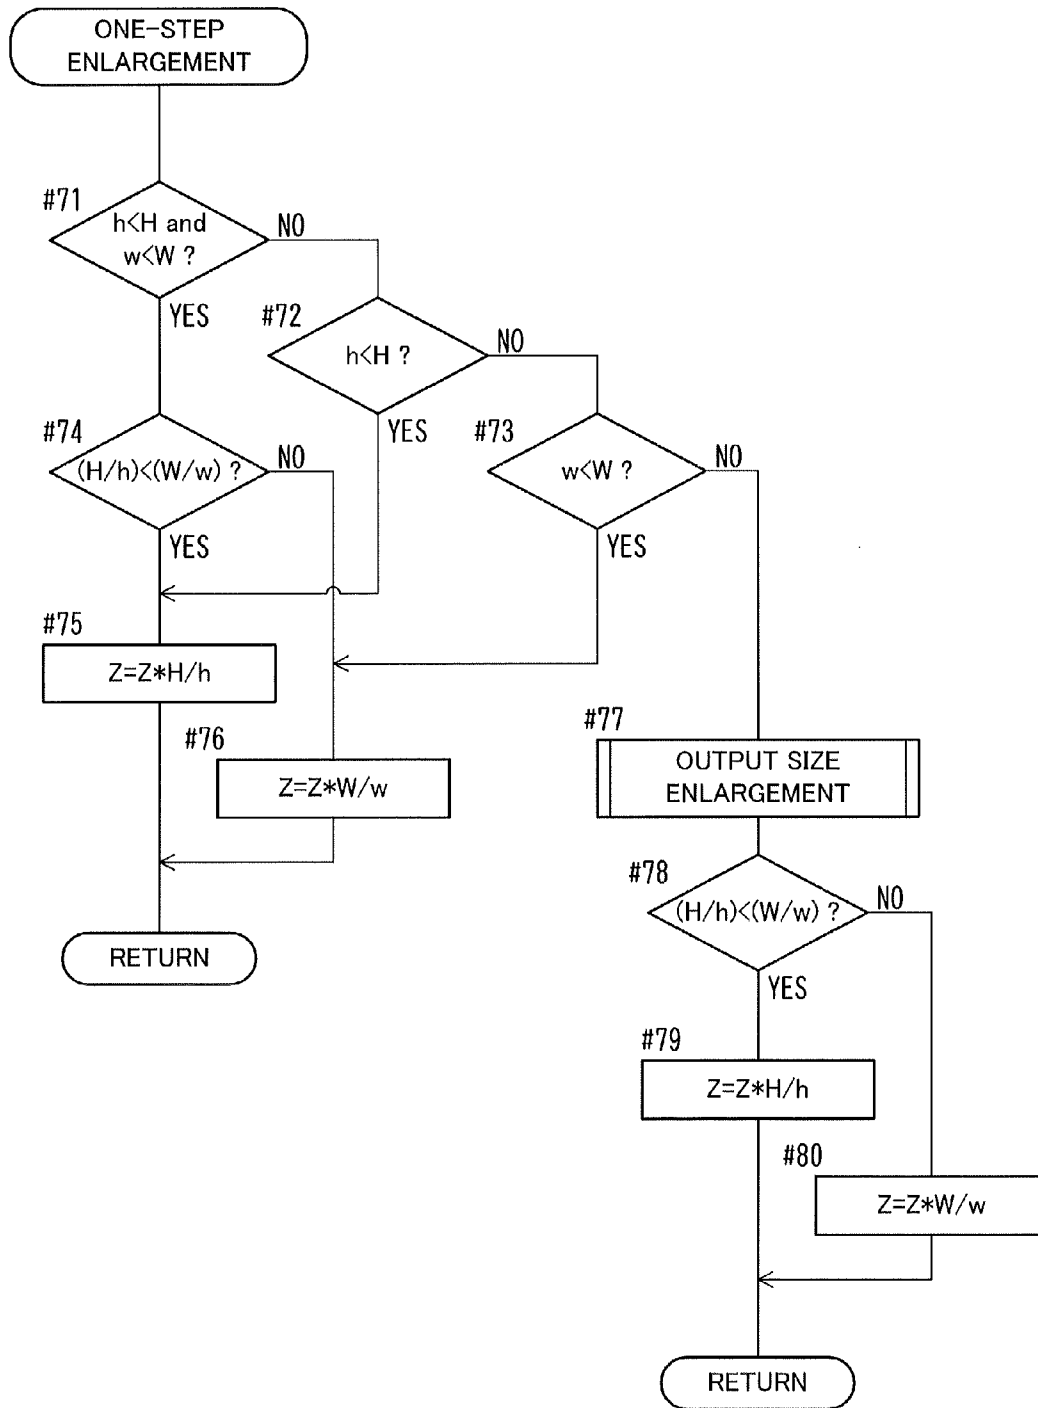 ONE-STEP
ENLARGEMENT
#71
h<H and
w<W ?
NO
YES
#72
h<H ?
NO
YES
#73
w<W ?
NO
YES
#74
(H/h)<(W/w) ?
NO
YES
#75
Z=Z*H/h
#76
Z=Z*W/w
RETURN
#77
OUTPUT SIZE
ENLARGEMENT
#78
(H/h)<(W/w) ?
NO
YES
#79
Z=Z*H/h
#80
Z=Z*W/w
RETURN